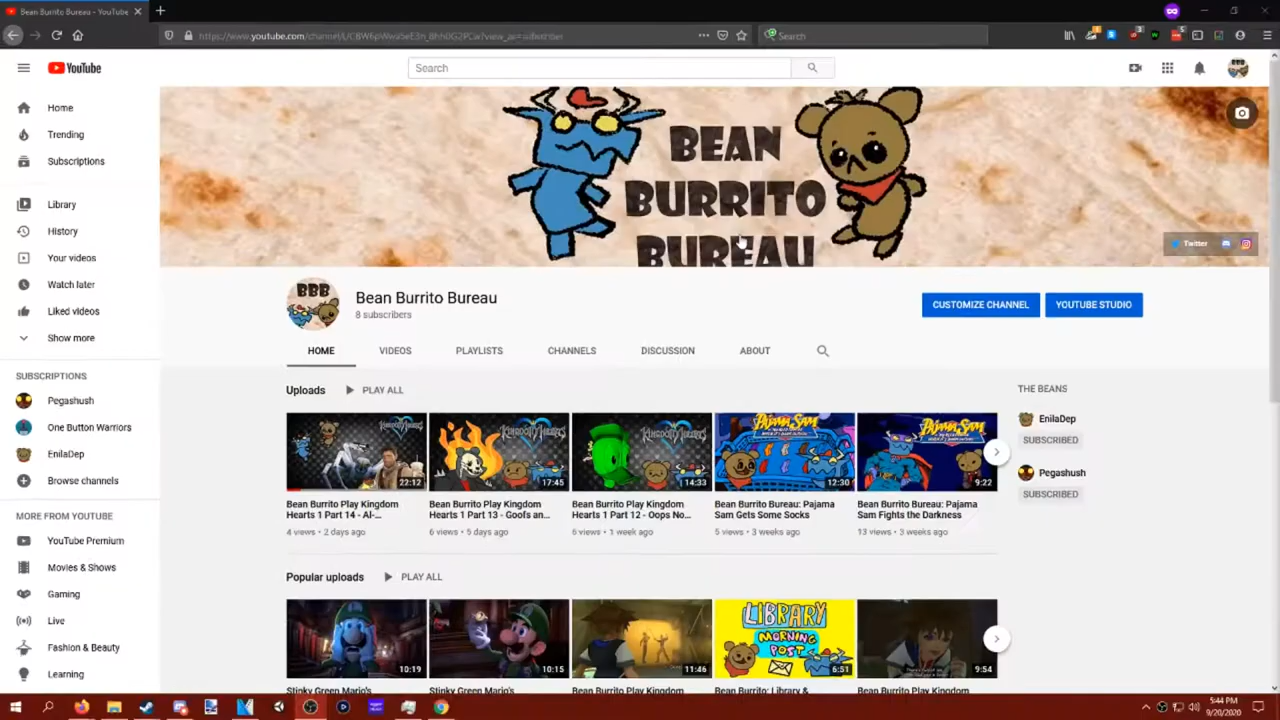 Bean Burrito Bureau - YouTube
Search
YouTube
Search
Home
Trending
Subscriptions
Library
History
Your videos
Watch later
Liked videos
Show more
SUBSCRIPTIONS
Pegashush
One Button Warriors
EnilaDep
Browse channels
MORE FROM YOUTUBE
YouTube Premium
Movies & Shows
Gaming
Live
Fashion & Beauty
Learning
BEAN
BURRITO
BUREAU
Twitter
BBB
Bean Burrito Bureau
8 subscribers
CUSTOMIZE CHANNEL
YOUTUBE STUDIO
HOME
VIDEOS
PLAYLISTS
CHANNELS
DISCUSSION
ABOUT
Uploads
PLAY ALL
22:12
17:45
14:33
12:30
9:22
Bean Burrito Play Kingdom
Hearts 1 Part 14 - Al-...
4 views • 2 days ago
Bean Burrito Play Kingdom
Hearts 1 Part 13 - Goofs an...
6 views • 5 days ago
Bean Burrito Play Kingdom
Hearts 1 Part 12 - Oops No...
6 views • 1 week ago
Bean Burrito Bureau: Pajama
Sam Gets Some Socks
5 views • 3 weeks ago
Bean Burrito Bureau: Pajama
Sam Fights the Darkness
13 views • 3 weeks ago
THE BEANS
EnilaDep
SUBSCRIBED
Pegashush
SUBSCRIBED
Popular uploads
PLAY ALL
10:19
10:15
11:46
LIBRARY
MORNING
POST
6:51
9:54
Stinky Green Mario's
Stinky Green Mario's
Bean Burrito Play Kingdom
Bean Burrito: Library &
Bean Burrito Play Kingdom
5:44 PM
9/20/2020